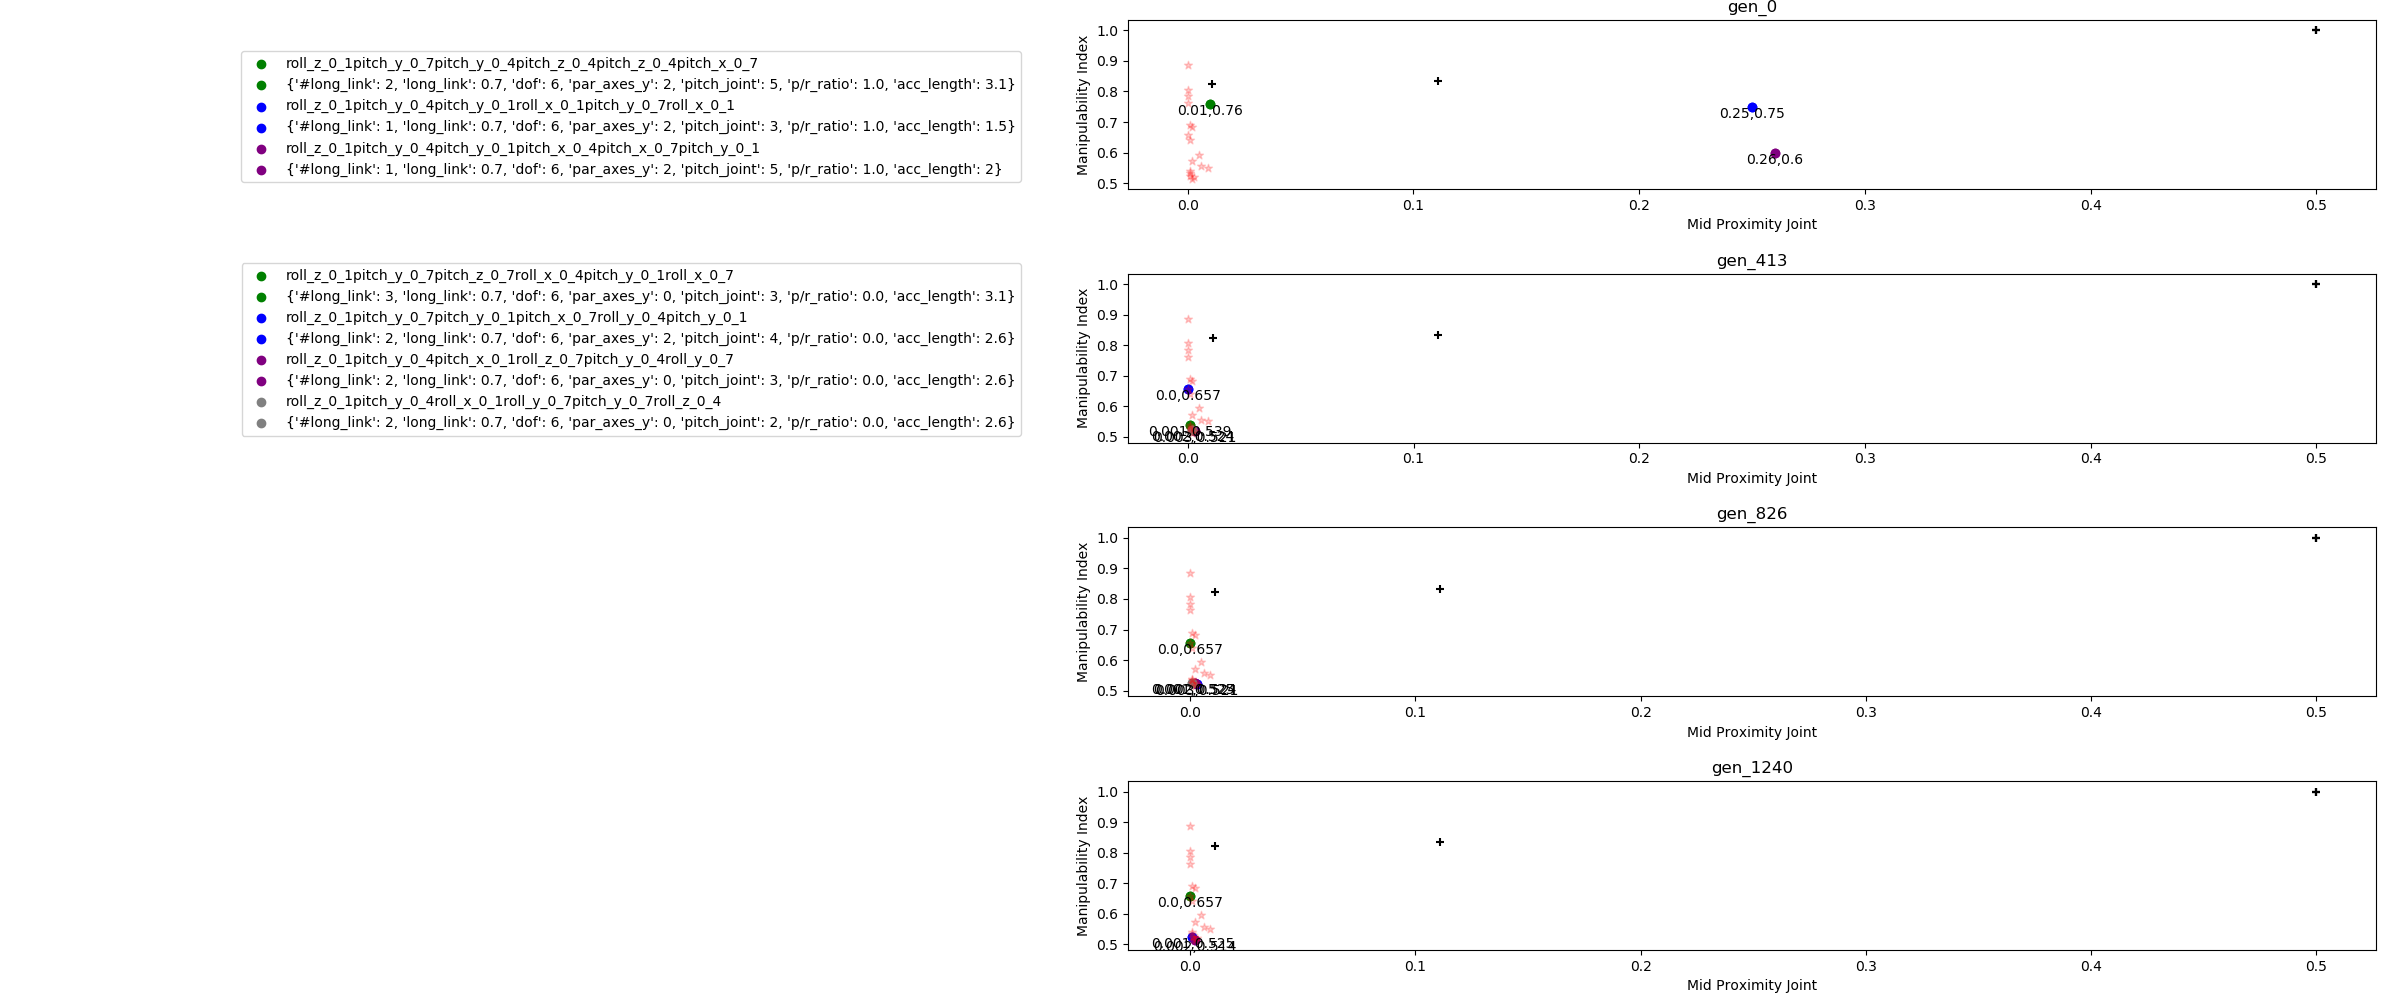 gen_0
roll_z_0_1pitch_y_0_7pitch_y_0_4pitch_z_0_4pitch_z_0_4pitch_x_0_7
{'#long_link': 2, 'long_link': 0.7, 'dof': 6, 'par_axes_y': 2, 'pitch_joint': 5, 'p/r_ratio': 1.0, 'acc_length': 3.1}
roll_z_0_1pitch_y_0_4pitch_y_0_1roll_x_0_1pitch_y_0_7roll_x_0_1
{'#long_link': 1, 'long_link': 0.7, 'dof': 6, 'par_axes_y': 2, 'pitch_joint': 3, 'p/r_ratio': 1.0, 'acc_length': 1.5}
roll_z_0_1pitch_y_0_4pitch_y_0_1pitch_x_0_4pitch_x_0_7pitch_y_0_1
{'#long_link': 1, 'long_link': 0.7, 'dof': 6, 'par_axes_y': 2, 'pitch_joint': 5, 'p/r_ratio': 1.0, 'acc_length': 2}
Manipulability Index
1.0
0.9
0.8
0.7
0.6
0.5
0.01,0.76
0.25,0.75
0.26,0.6
0.0 0.1 0.2 0.3 0.4 0.5
Mid Proximity Joint
gen_413
roll_z_0_1pitch_y_0_7pitch_z_0_7roll_x_0_4pitch_y_0_1roll_x_0_7
{'#long_link': 3, 'long_link': 0.7, 'dof': 6, 'par_axes_y': 0, 'pitch_joint': 3, 'p/r_ratio': 0.0, 'acc_length': 3.1}
roll_z_0_1pitch_y_0_7pitch_y_0_1pitch_x_0_7roll_y_0_4pitch_y_0_1
{'#long_link': 2, 'long_link': 0.7, 'dof': 6, 'par_axes_y': 2, 'pitch_joint': 4, 'p/r_ratio': 0.0, 'acc_length': 2.6}
roll_z_0_1pitch_y_0_4pitch_x_0_1roll_z_0_7pitch_y_0_4roll_y_0_7
{'#long_link': 2, 'long_link': 0.7, 'dof': 6, 'par_axes_y': 0, 'pitch_joint': 3, 'p/r_ratio': 0.0, 'acc_length': 2.6}
roll_z_0_1pitch_y_0_4roll_x_0_1roll_y_0_7pitch_y_0_7roll_z_0_4
{'#long_link': 2, 'long_link': 0.7, 'dof': 6, 'par_axes_y': 0, 'pitch_joint': 2, 'p/r_ratio': 0.0, 'acc_length': 2.6}
Manipulability Index
1.0
0.9
0.8
0.7
0.6
0.5
0.0,0.657
0.001,0.539
0.0 0.1 0.2 0.3 0.4 0.5
Mid Proximity Joint
gen_826
Manipulability Index
1.0
0.9
0.8
0.7
0.6
0.5
0.0,0.657
0.0 0.1 0.2 0.3 0.4 0.5
Mid Proximity Joint
gen_1240
Manipulability Index
1.0
0.9
0.8
0.7
0.6
0.5
0.0,0.657
0.001,0.525
0.002,0.514
0.0 0.1 0.2 0.3 0.4 0.5
Mid Proximity Joint